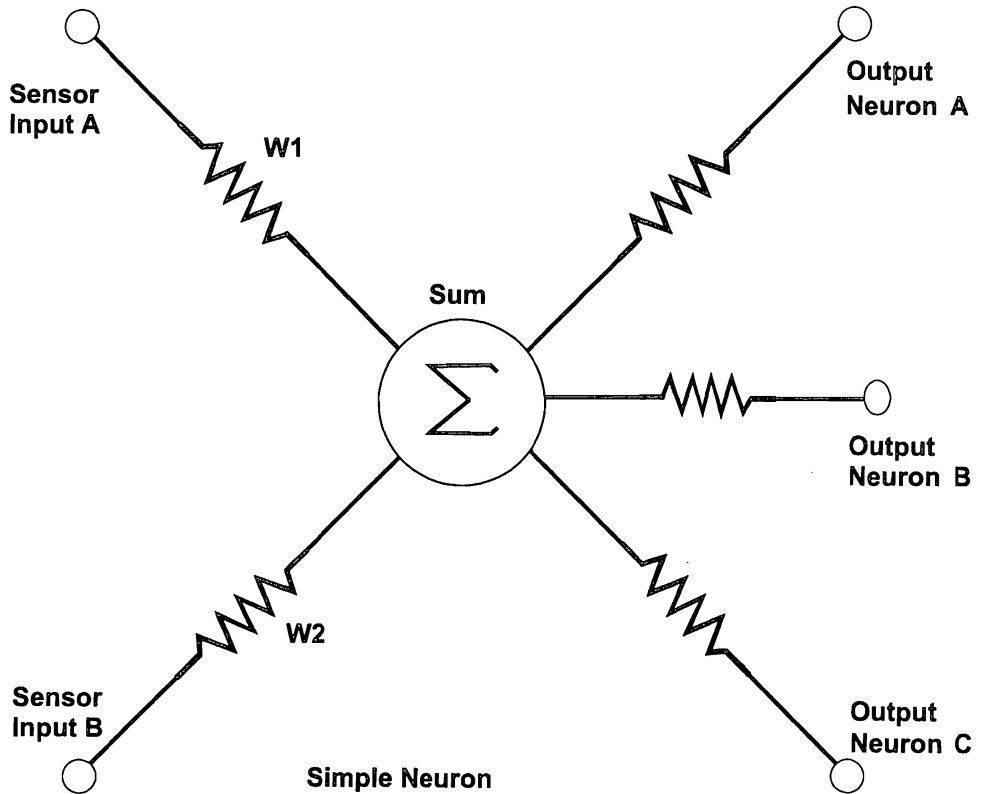 Sensor
Input A
W1
Output
Neuron A
Sum
Σ
Output
Neuron B
W2
Sensor
Input B
Output
Neuron C
Simple Neuron